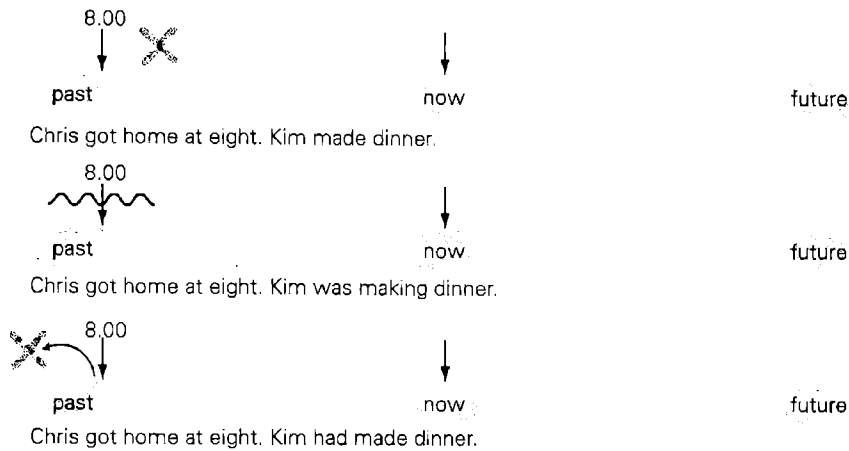 8.00
past now future
Chris got home at eight. Kim made dinner.
8.00
past now future
Chris got home at eight. Kim was making dinner.
8.00
past now future
Chris got home at eight. Kim had made dinner.